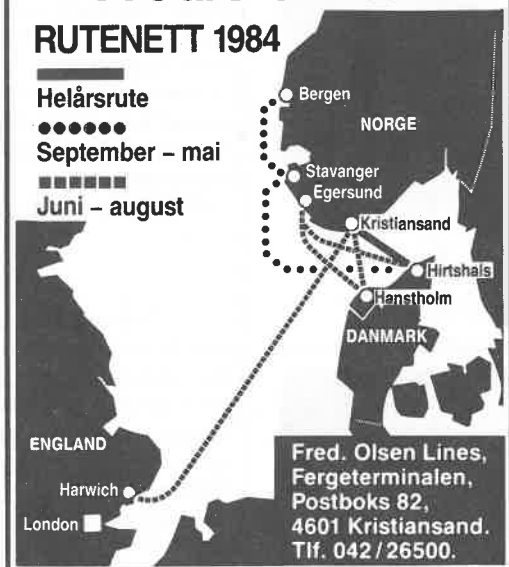 RUTENETT 1984
Helårsrute
September – mai
Juni – august
Bergen
NORGE
Stavanger
Egersund
Kristiansand
Hirtshals
Hanstholm
DANMARK
ENGLAND
Harwich
London
Fred. Olsen Lines,
Fergeterminalen,
Postboks 82,
4601 Kristiansand.
Tlf. 042/26500.